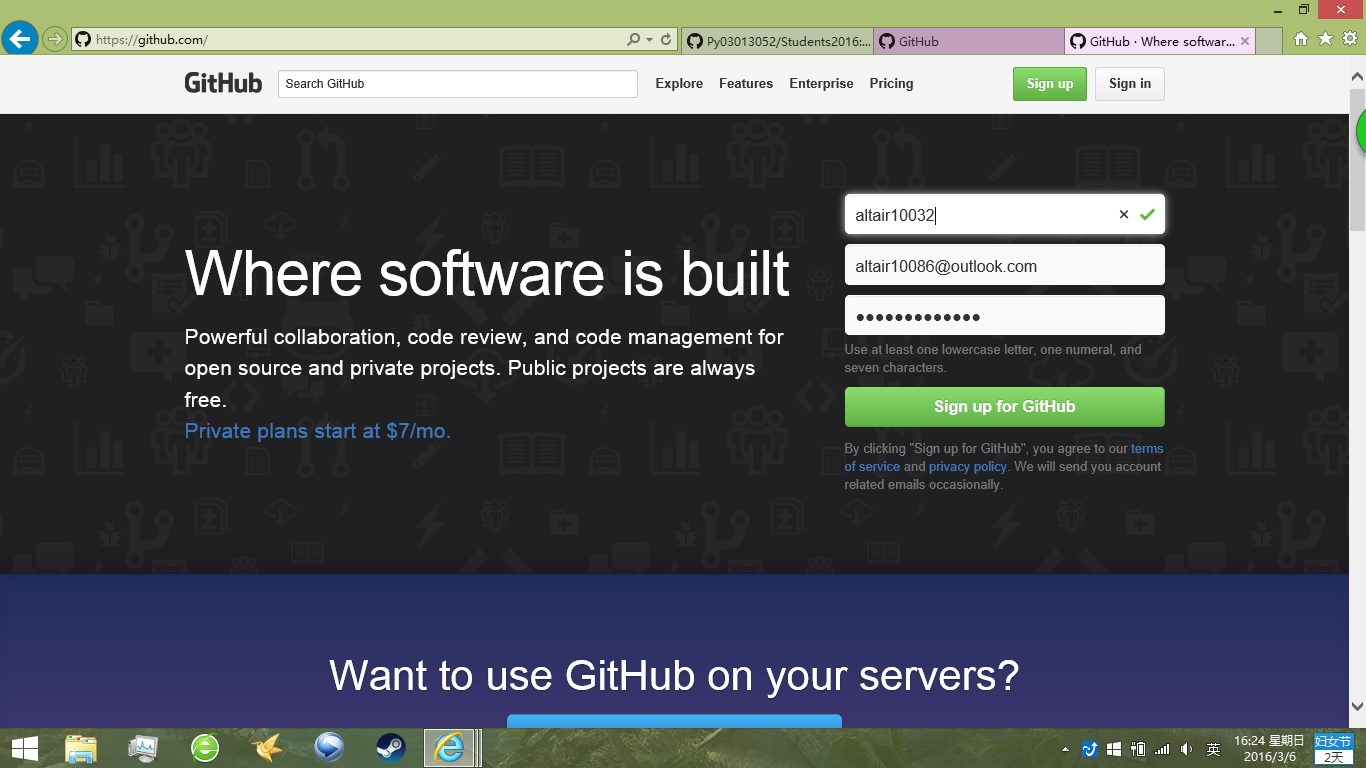 https://github.com/
Py03013052/Students2016:...
GitHub
GitHub · Where softwar...
GitHub
Search GitHub
Explore
Features
Enterprise
Pricing
Sign up
Sign in
altair10032
altair10086@outlook.com
●●●●●●●●●●●●●
Where software is built
Powerful collaboration, code review, and code management for
open source and private projects. Public projects are always
free.
Private plans start at $7/mo.
Use at least one lowercase letter, one numeral, and
seven characters.
Sign up for GitHub
By clicking "Sign up for GitHub", you agree to our terms
of service and privacy policy. We will send you account
related emails occasionally.
Want to use GitHub on your servers?
英
16:24 星期日
2016/3/6
妇女节
2天